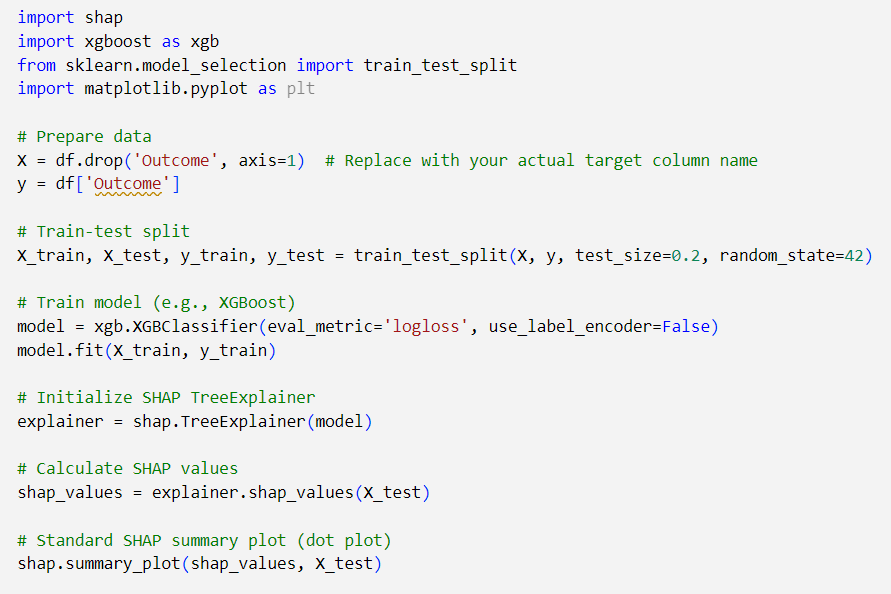 import shap
import xgboost as xgb
from sklearn.model_selection import train_test_split
import matplotlib.pyplot as plt

# Prepare data
X = df.drop('Outcome', axis=1)  # Replace with your actual target column name
y = df['Outcome']

# Train-test split
X_train, X_test, y_train, y_test = train_test_split(X, y, test_size=0.2, random_state=42)

# Train model (e.g., XGBoost)
model = xgb.XGBClassifier(eval_metric='logloss', use_label_encoder=False)
model.fit(X_train, y_train)

# Initialize SHAP TreeExplainer
explainer = shap.TreeExplainer(model)

# Calculate SHAP values
shap_values = explainer.shap_values(X_test)

# Standard SHAP summary plot (dot plot)
shap.summary_plot(shap_values, X_test)